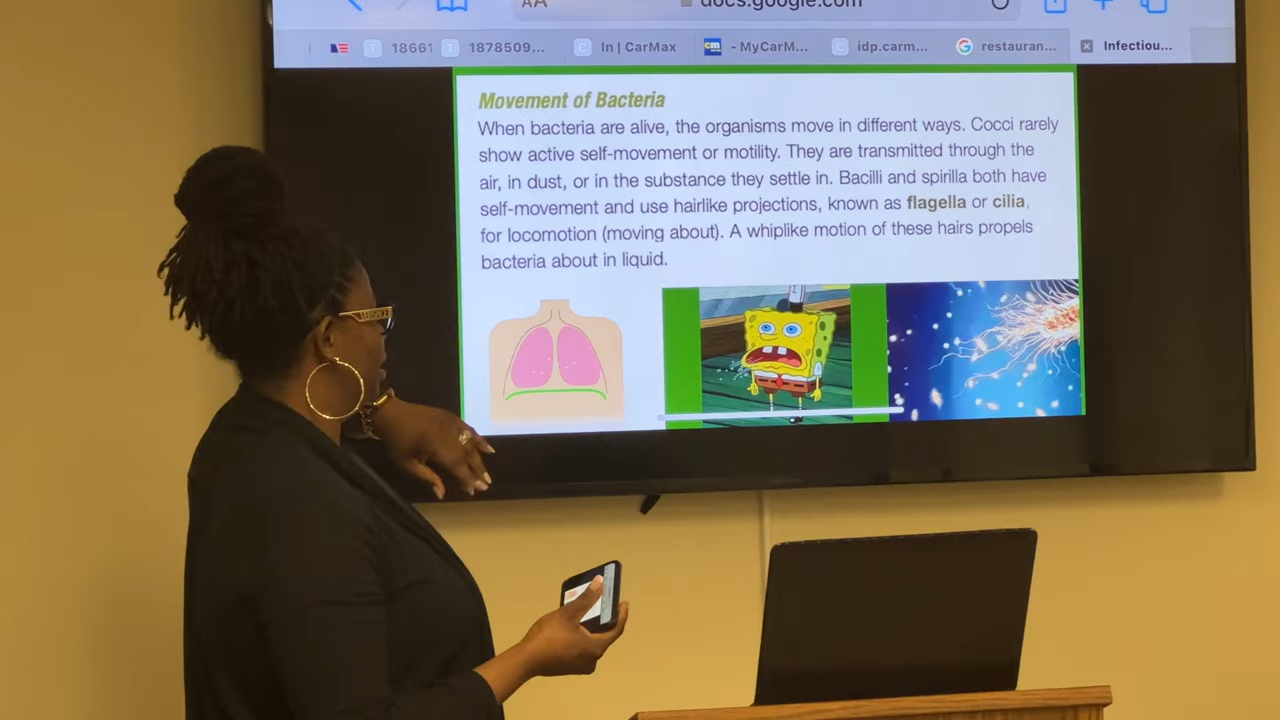 AA docs.google.com
T 18661 T 1878509... C In | CarMax cm - MyCarM... C idp.carm... G restauran... Infectiou...
Movement of Bacteria
When bacteria are alive, the organisms move in different ways. Cocci rarely
show active self-movement or motility. They are transmitted through the
air, in dust, or in the substance they settle in. Bacilli and spirilla both have
self-movement and use hairlike projections, known as flagella or cilia,
for locomotion (moving about). A whiplike motion of these hairs propels
bacteria about in liquid.
VERSACE